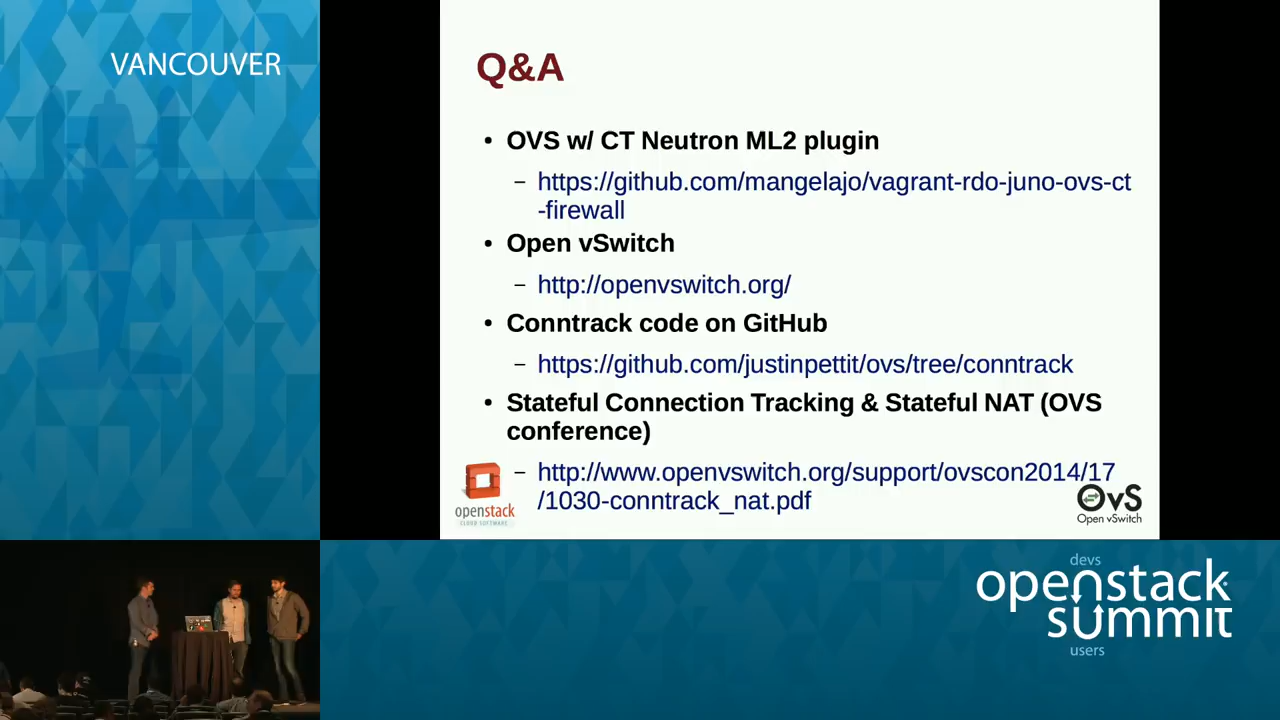 VANCOUVER
Q&A
• OVS w/ CT Neutron ML2 plugin
– https://github.com/mangelajo/vagrant-rdo-juno-ovs-ct
-firewall
• Open vSwitch
– http://openvswitch.org/
• Conntrack code on GitHub
– https://github.com/justinpettit/ovs/tree/conntrack
• Stateful Connection Tracking & Stateful NAT (OVS
conference)
– http://www.openvswitch.org/support/ovscon2014/17
/1030-conntrack_nat.pdf
openstack
CLOUD SOFTWARE
OvS
Open vSwitch
devs
openstack
summit
users